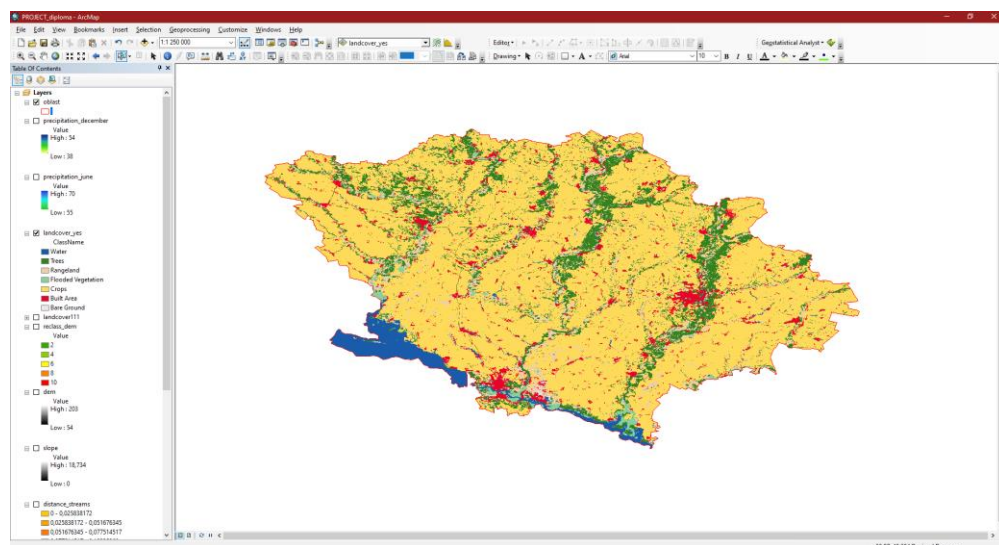 PROJECT_diploms - ArcMap
File Edit View Bookmarks Insert Selection Geoprocessing Customize Windows Help
1:1 250 000 landcover_yes Editor Geostatistical Analyst
Drawing Arial 10 B I U A
Table Of Contents
Layers
oblast
precipitation_december
Value
High : 54
Low : 38
precipitation_june
Value
High : 70
Low : 55
landcover_yes
ClassName
Water
Trees
Rangeland
Flooded Vegetation
Crops
Built Area
Bare Ground
landcover111
reclass_dem
Value
2
4
6
8
10
dem
Value
High : 203
Low : 54
slope
Value
High : 18,734
Low : 0
distance_streams
0 - 0,025838172
0,025838172 - 0,051676345
0,051676345 - 0,077514517